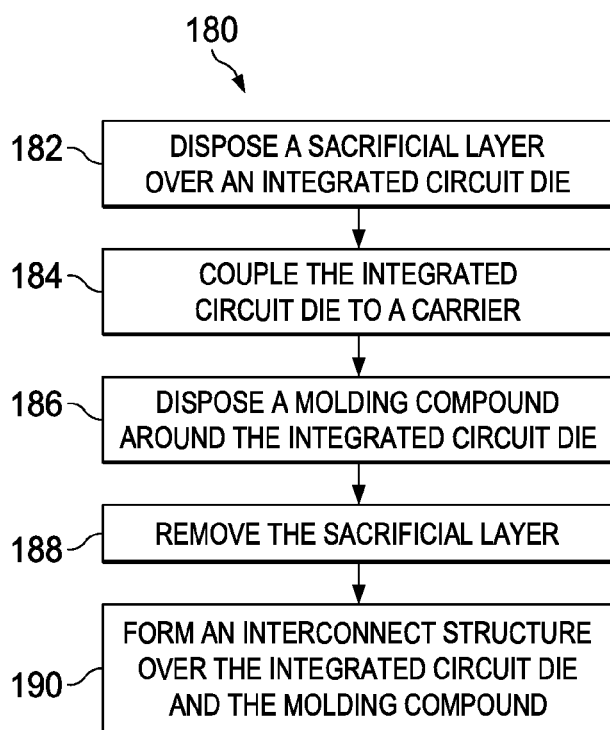 180
182
DISPOSE A SACRIFICIAL LAYER
OVER AN INTEGRATED CIRCUIT DIE
184
COUPLE THE INTEGRATED
CIRCUIT DIE TO A CARRIER
186
DISPOSE A MOLDING COMPOUND
AROUND THE INTEGRATED CIRCUIT DIE
188
REMOVE THE SACRIFICIAL LAYER
190
FORM AN INTERCONNECT STRUCTURE
OVER THE INTEGRATED CIRCUIT DIE
AND THE MOLDING COMPOUND